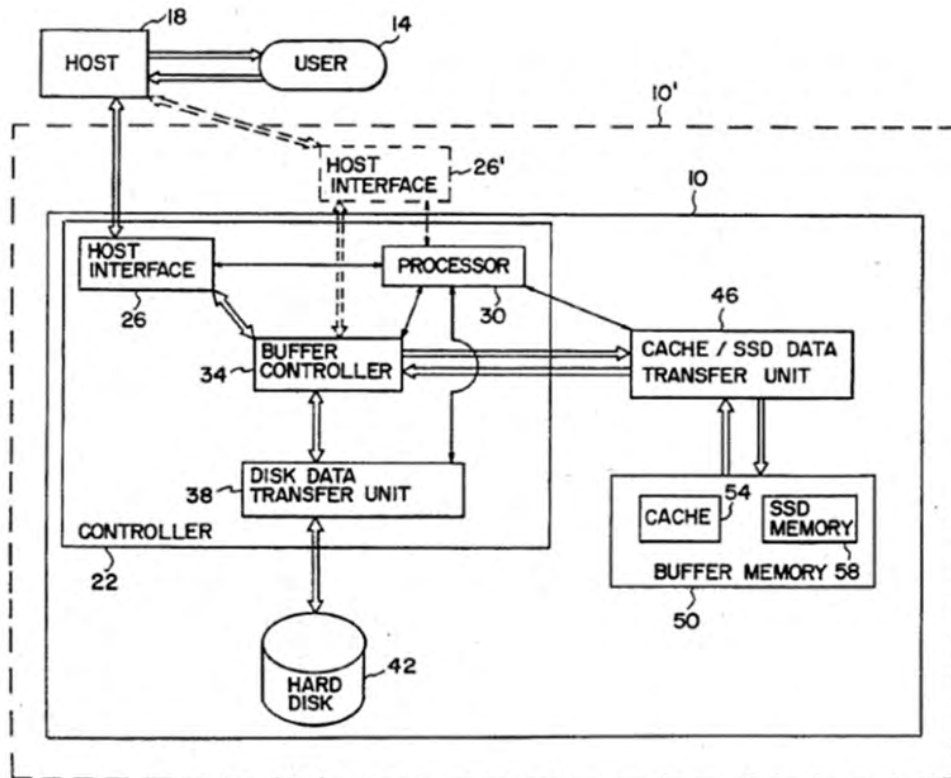 18
14
HOST
USER
10'
HOST
INTERFACE
26'
10
HOST
INTERFACE
26
PROCESSOR
30
46
BUFFER
CONTROLLER
34
CACHE / SSD DATA
TRANSFER UNIT
DISK DATA
TRANSFER UNIT
38
54
CACHE
SSD
MEMORY
58
BUFFER MEMORY
50
CONTROLLER
22
42
HARD
DISK